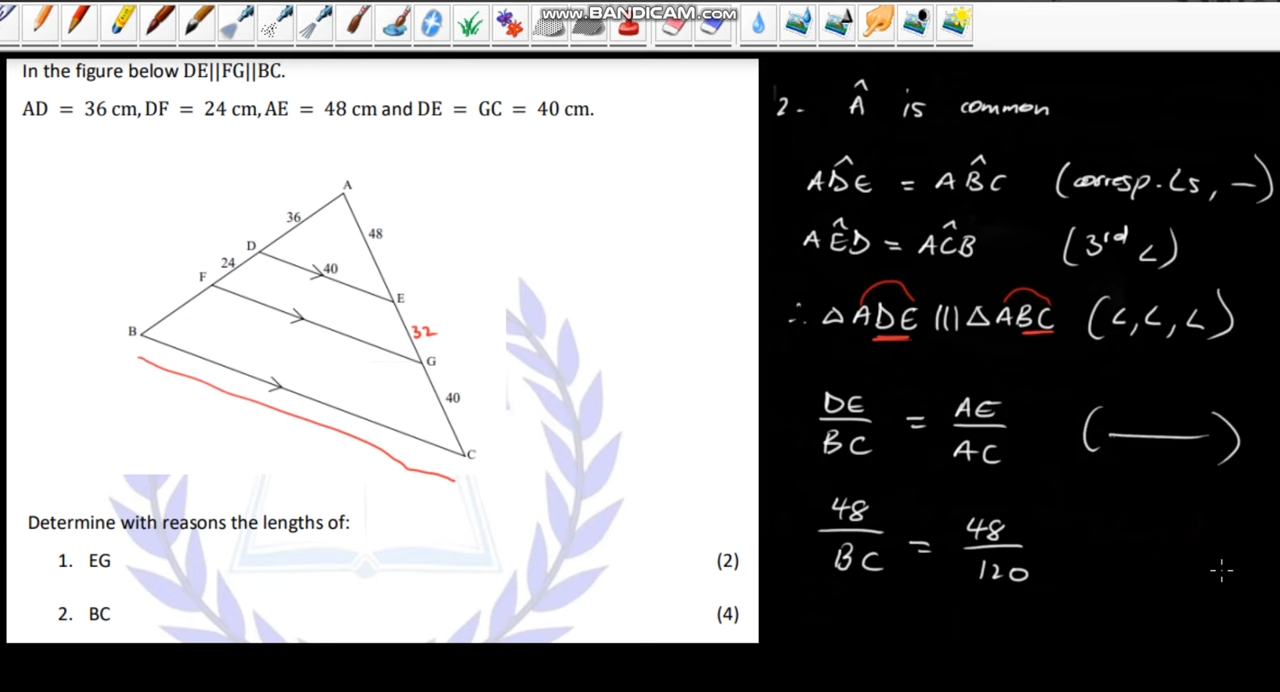 www.BANDICAM.com
In the figure below DE||FG||BC.
AD = 36 cm, DF = 24 cm, AE = 48 cm and DE = GC = 40 cm.
A
36
48
D
24
40
F
E
32
B
G
40
C
Determine with reasons the lengths of:
1. EG (2)
2. BC (4)
2. Â is common
AD̂E = AB̂C (corresp. ∠s, —)
AÊD = AĈB (3rd ∠)
∴ △ADE ||| △ABC (∠, ∠, ∠)
DE/BC = AE/AC (———)
48/BC = 48/120